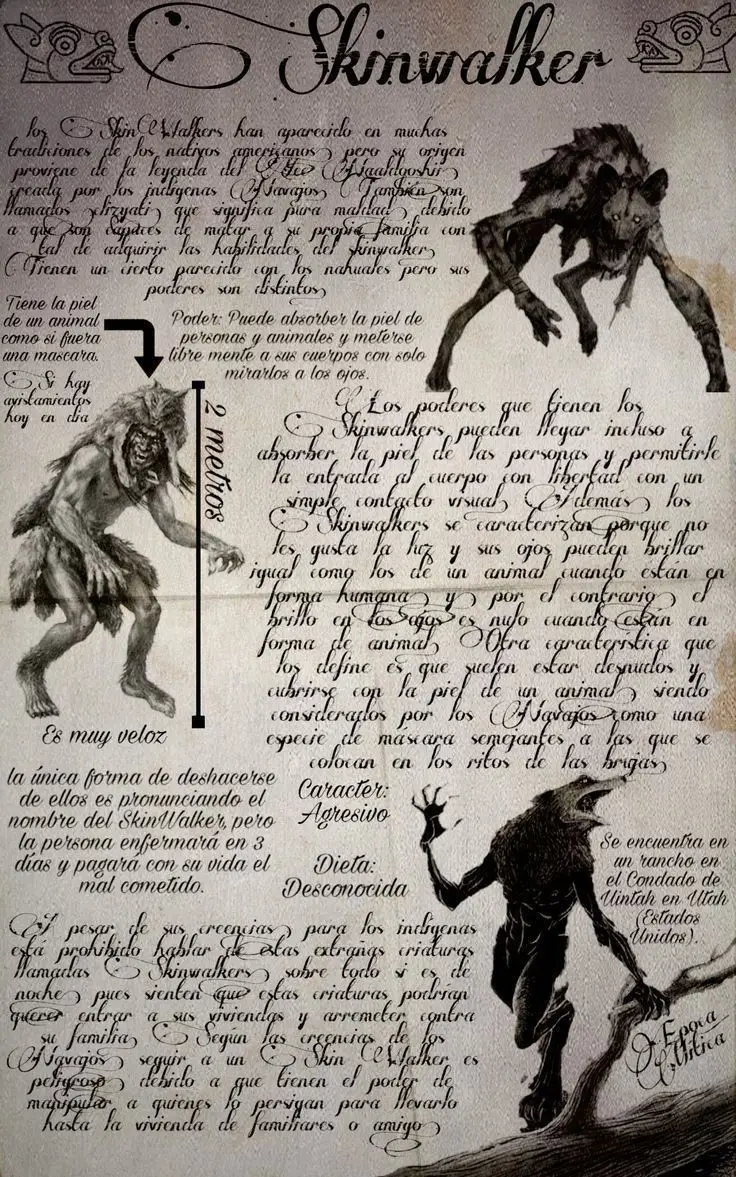 Skinwalker
los SkinWalkers han aparecido en muchas
tradiciones de los nativos americanos pero su origen
proviene de la leyenda del Yee Naaldooshii
creada por los indigenas Navajos También son
llamados clizyati que significa pura maldad debido
a que son capaces de matar a su propia familia con
tal de adquirir las habilidades del skinwalker
Tienen un cierto parecido con los nahuales pero sus
poderes son distintos
Tiene la piel
de un animal
como si fuera
una mascara.
Poder: Puede absorber la piel de
personas y animales y meterse
libre mente a sus cuerpos con solo
mirarlos a los ojos.
Si hay
avistamientos
hoy en dia
2 metros
Los poderes que tienen los
Skinwalkers pueden llegar incluso a
absorber la piel de las personas y permitirle
la entrada al cuerpo con libertad con un
simple contacto visual Además los
Skinwalkers se caracterizan porque no
les gusta la luz y sus ojos pueden brillar
igual como los de un animal cuando están en
forma humana y por el contrario el
brillo en los ojos es nulo cuando están en
forma de animal Otra característica que
los define es que suelen estar desnudos y
cubrirse con la piel de un animal siendo
considerados por los Navajos como una
especie de máscara semejantes a las que se
colocan en los ritos de las brujas
Es muy veloz
la única forma de deshacerse
de ellos es pronunciando el
nombre del SkinWalker, pero
la persona enfermará en 3
días y pagará con su vida el
mal cometido.
Caracter:
Agresivo
Dieta:
Desconocida
Se encuentra en
un rancho en
el Condado de
Uintah en Utah
(Estados
Unidos).
A pesar de sus creencias para los indígenas
está prohibido hablar de estas extrañas criaturas
llamadas Skinwalkers sobre todo si es de
noche pues sienten que estas criaturas podrían
querer entrar a sus viviendas y arremeter contra
su familia Según las creencias de los
Navajos seguir a un Skin Walker es
peligroso debido a que tienen el poder de
manipular a quienes lo persigan para llevarlo
hasta la vivienda de familiares o amigo
Epoca
Mitica